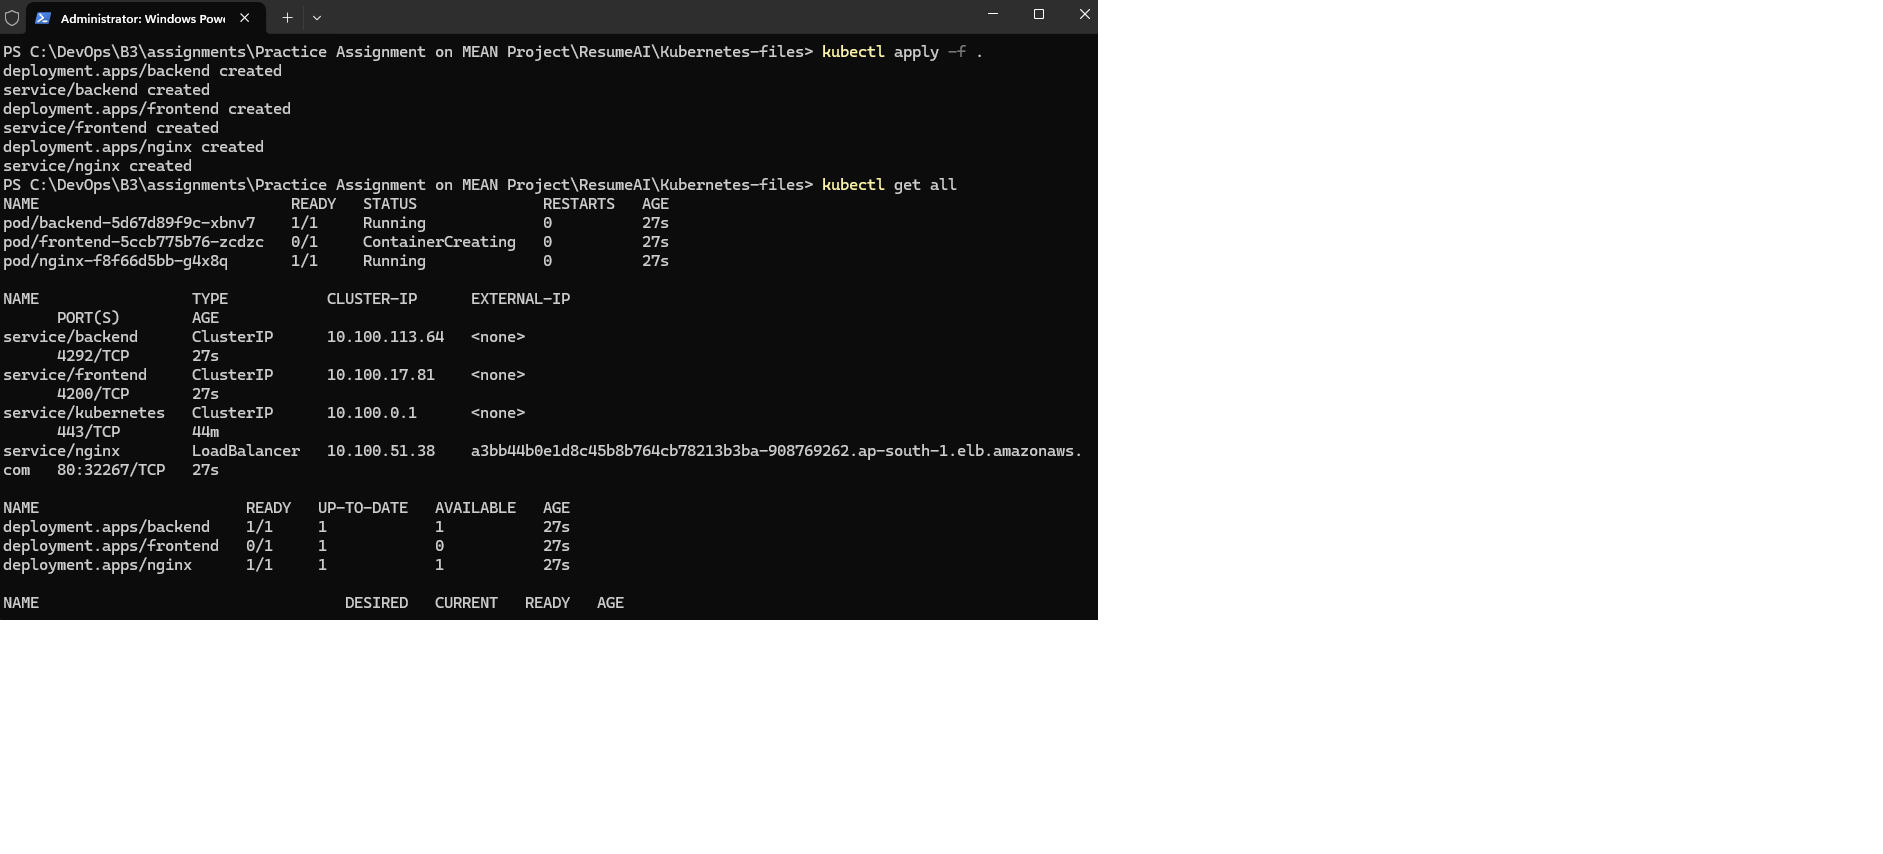 Administrator: Windows Powe
PS C:\DevOps\B3\assignments\Practice Assignment on MEAN Project\ResumeAI\Kubernetes-files> kubectl apply -f .
deployment.apps/backend created
service/backend created
deployment.apps/frontend created
service/frontend created
deployment.apps/nginx created
service/nginx created
PS C:\DevOps\B3\assignments\Practice Assignment on MEAN Project\ResumeAI\Kubernetes-files> kubectl get all
NAME READY STATUS RESTARTS AGE
pod/backend-5d67d89f9c-xbnv7 1/1 Running 0 27s
pod/frontend-5ccb775b76-zcdzc 0/1 ContainerCreating 0 27s
pod/nginx-f8f66d5bb-g4x8q 1/1 Running 0 27s
NAME TYPE CLUSTER-IP EXTERNAL-IP
PORT(S) AGE
service/backend ClusterIP 10.100.113.64 <none>
4292/TCP 27s
service/frontend ClusterIP 10.100.17.81 <none>
4200/TCP 27s
service/kubernetes ClusterIP 10.100.0.1 <none>
443/TCP 44m
service/nginx LoadBalancer 10.100.51.38 a3bb44b0e1d8c45b8b764cb78213b3ba-908769262.ap-south-1.elb.amazonaws.
com 80:32267/TCP 27s
NAME READY UP-TO-DATE AVAILABLE AGE
deployment.apps/backend 1/1 1 1 27s
deployment.apps/frontend 0/1 1 0 27s
deployment.apps/nginx 1/1 1 1 27s
NAME DESIRED CURRENT READY AGE